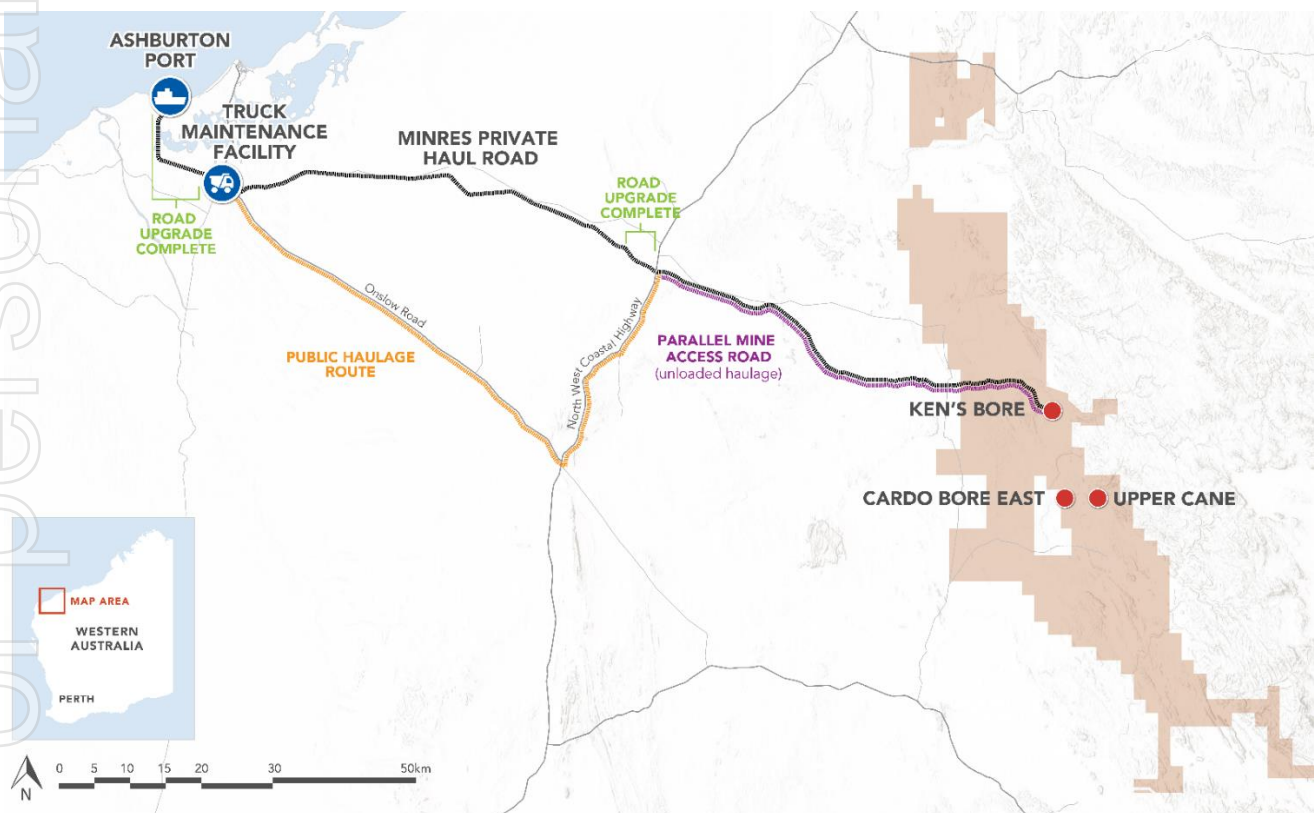 ASHBURTON
PORT
TRUCK
MAINTENANCE
FACILITY
MINRES PRIVATE
HAUL ROAD
ROAD
UPGRADE
COMPLETE
ROAD
UPGRADE
COMPLETE
Onslow Road
North West Coastal Highway
PUBLIC HAULAGE
ROUTE
PARALLEL MINE
ACCESS ROAD
(unloaded haulage)
KEN'S BORE
CARDO BORE EAST
UPPER CANE
MAP AREA
WESTERN
AUSTRALIA
PERTH
N
0 5 10 15 20 30 50km
or personal